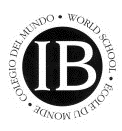 COLEGIO DEL MUNDO • WORLD SCHOOL • ÉCOLE DU MONDE •
IB